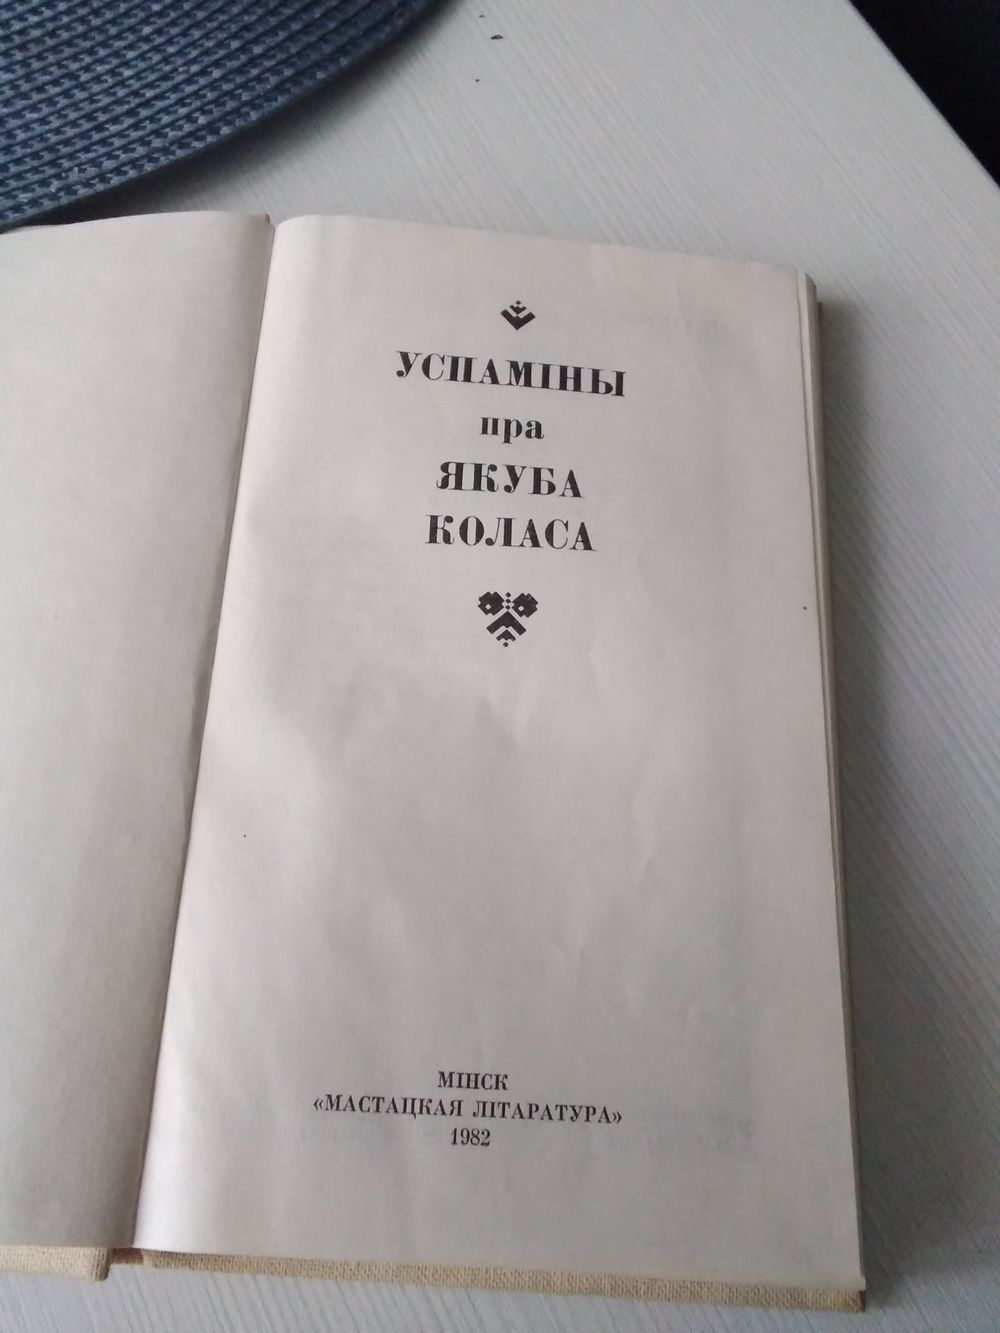 УСПАМІНЫ
пра
ЯКУБА
КОЛАСА
МІНСК
«МАСТАЦКАЯ ЛІТАРАТУРА»
1982